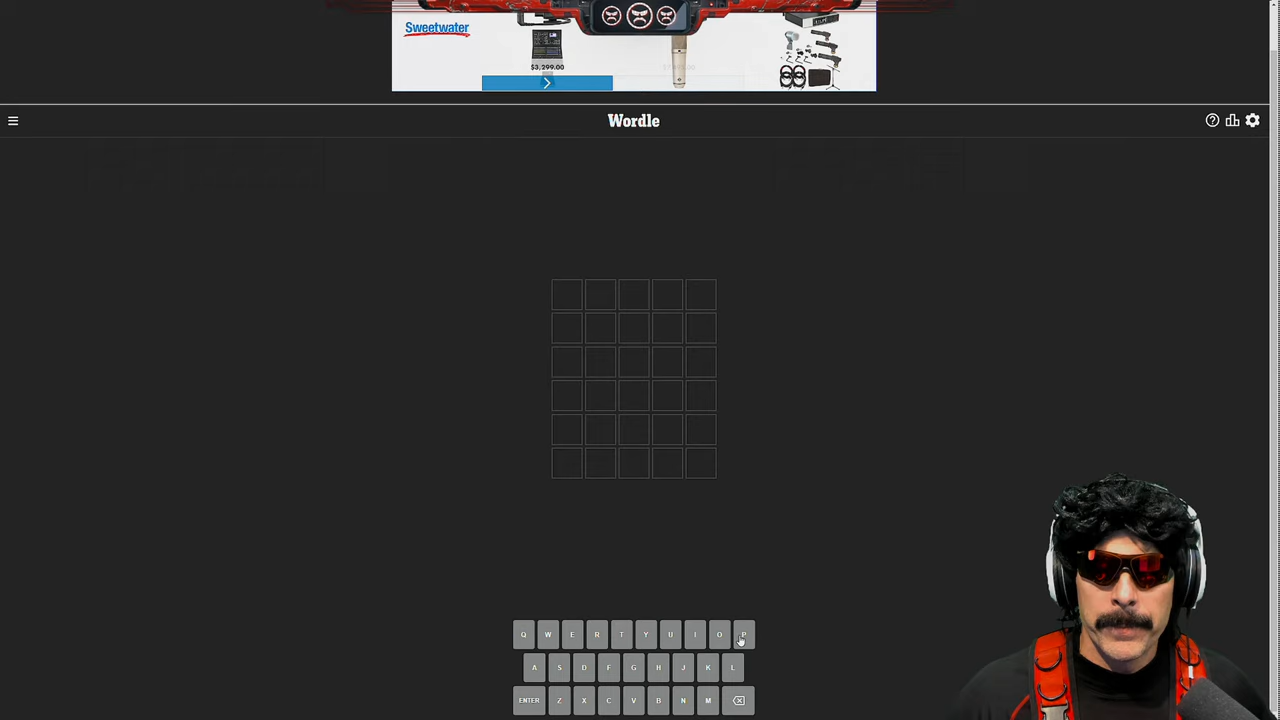 Sweetwater
$3,299.00
Wordle
Q W E R T Y U I O P
A S D F G H J K L
ENTER Z X C V B N M